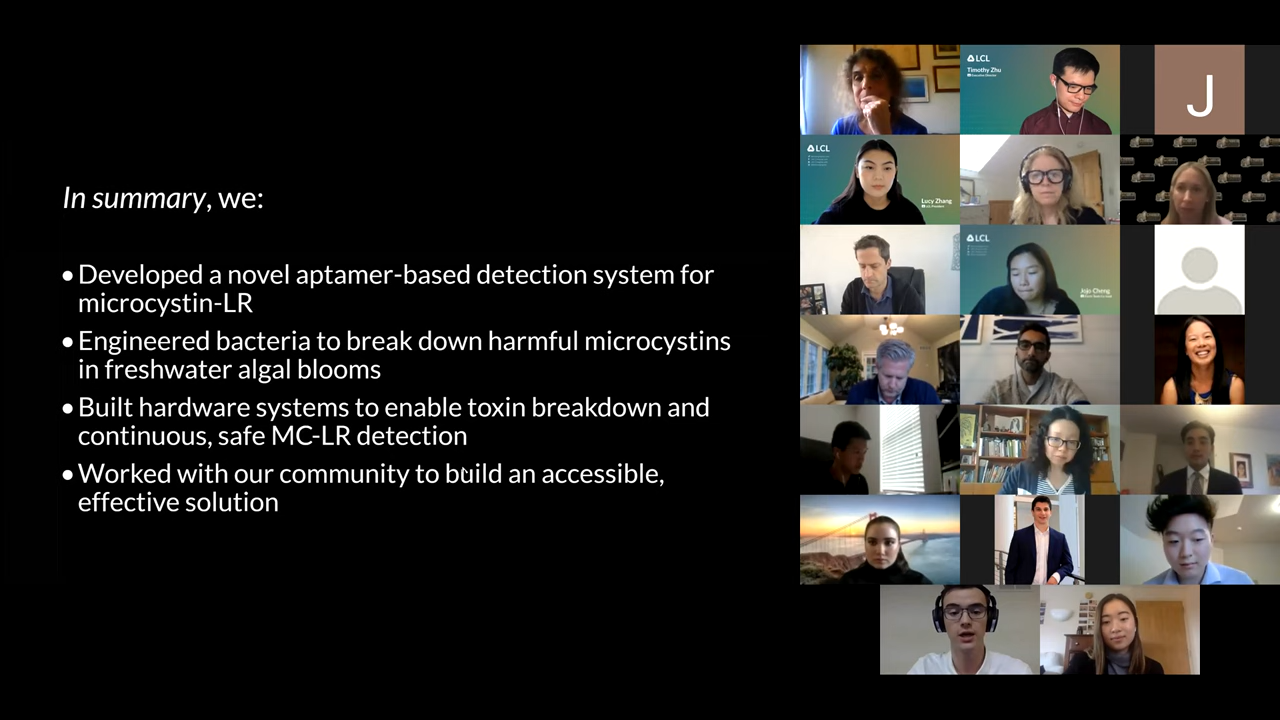 In summary, we:
• Developed a novel aptamer-based detection system for
microcystin-LR
• Engineered bacteria to break down harmful microcystins
in freshwater algal blooms
• Built hardware systems to enable toxin breakdown and
continuous, safe MC-LR detection
• Worked with our community to build an accessible,
effective solution
LCL
Timothy Zhu
Executive Director
J
LCL
Lucy Zhang
LCL
Jojo Cheng